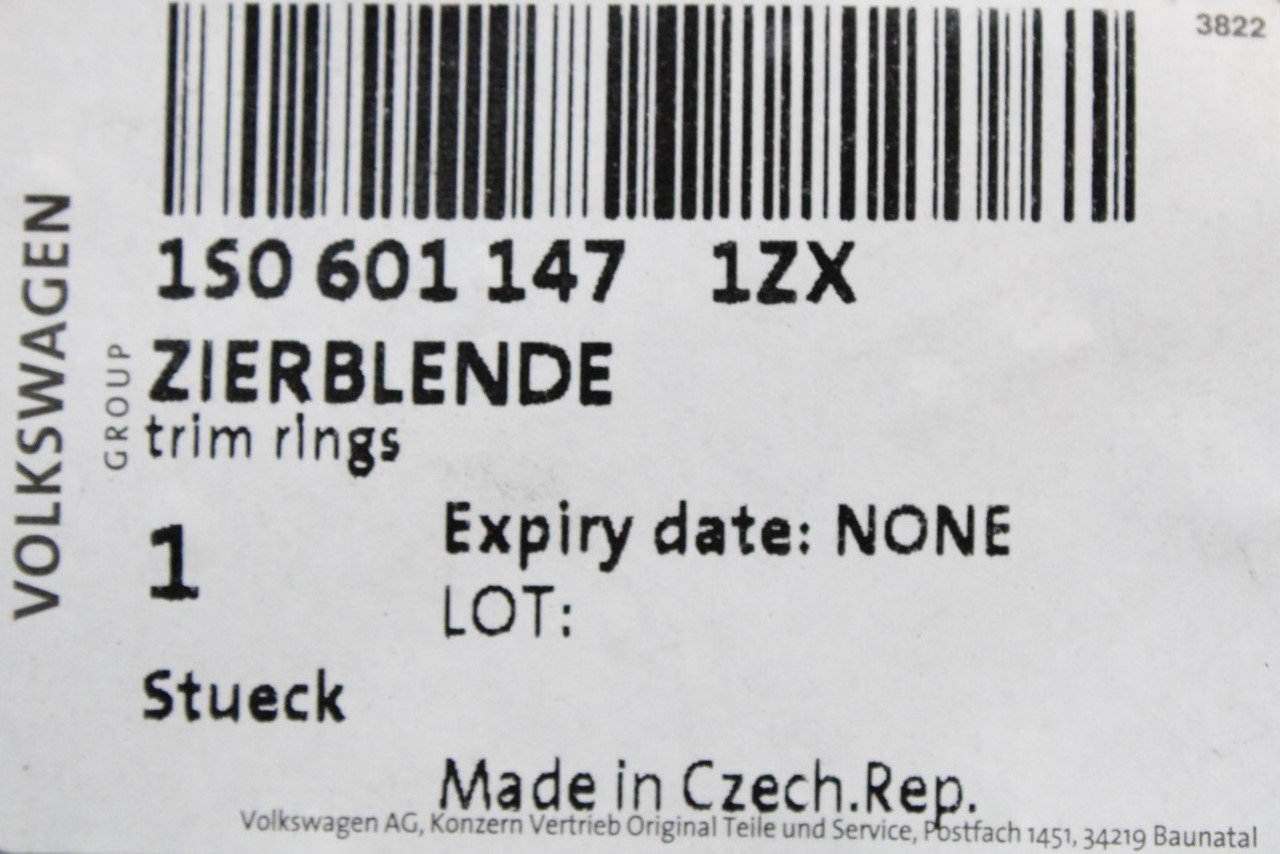 3822
1S0 601 147 1ZX
VOLKSWAGEN
GROUP
ZIERBLENDE
trim rings
1
Expiry date: NONE
LOT:
Stueck
Made in Czech.Rep.
Volkswagen AG, Konzern Vertrieb Original Teile und Service, Postfach 1451, 34219 Baunatal